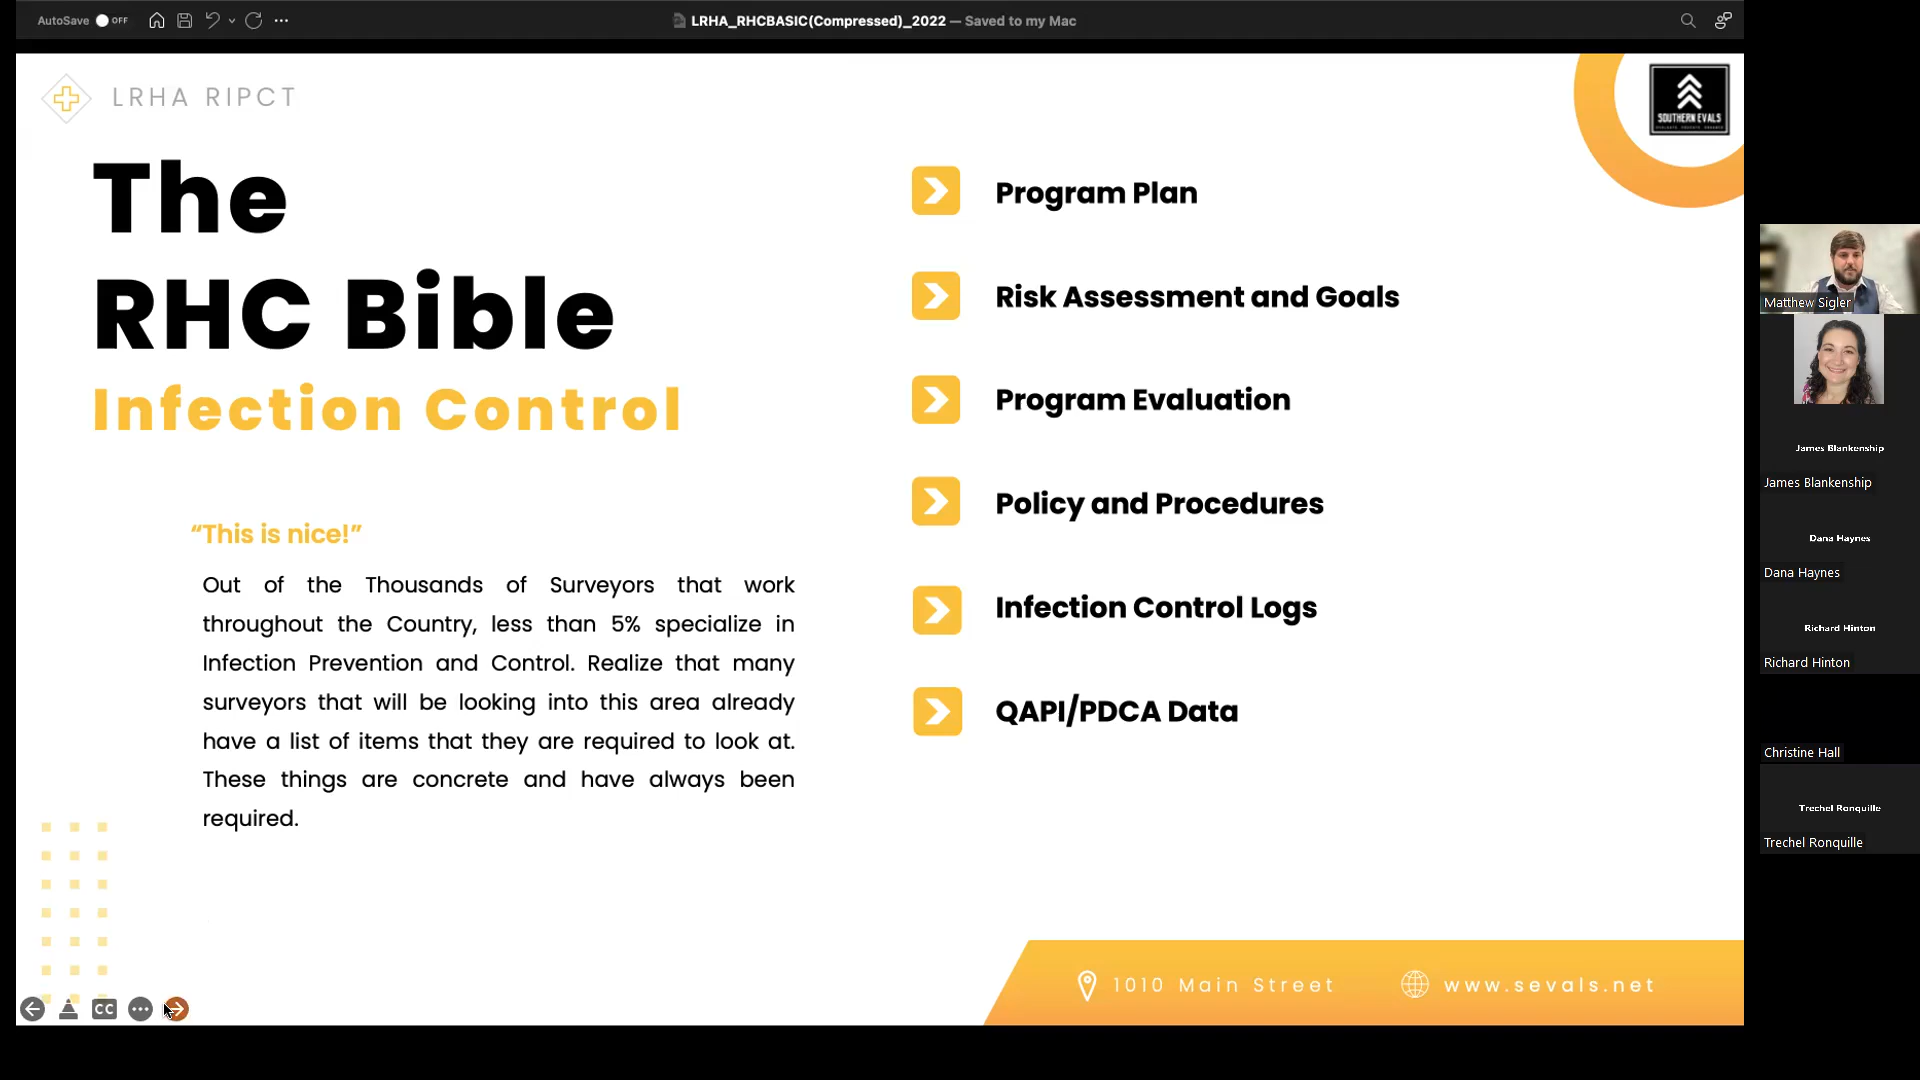 AutoSave OFF
LRHA_RHCBASIC(Compressed)_2022 — Saved to my Mac
LRHA RIPCT
SOUTHERN EVALS
The
RHC Bible
Infection Control
“This is nice!”
Out of the Thousands of Surveyors that work
throughout the Country, less than 5% specialize in
Infection Prevention and Control. Realize that many
surveyors that will be looking into this area already
have a list of items that they are required to look at.
These things are concrete and have always been
required.
Program Plan
Risk Assessment and Goals
Program Evaluation
Policy and Procedures
Infection Control Logs
QAPI/PDCA Data
1010 Main Street
www.sevals.net
CC
Matthew Sigler
James Blankenship
James Blankenship
Dana Haynes
Dana Haynes
Richard Hinton
Richard Hinton
Christine Hall
Trechel Ronquille
Trechel Ronquille